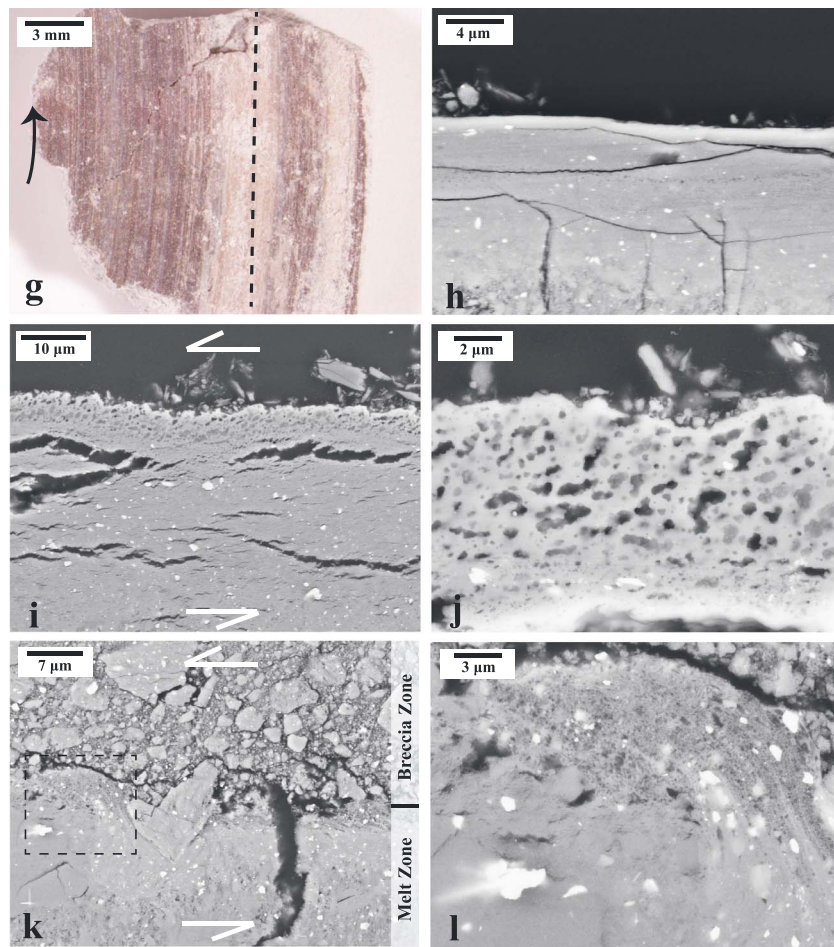 3 mm
g
4 μm
h
10 μm
i
2 μm
j
7 μm
Breccia Zone
Melt Zone
k
3 μm
l